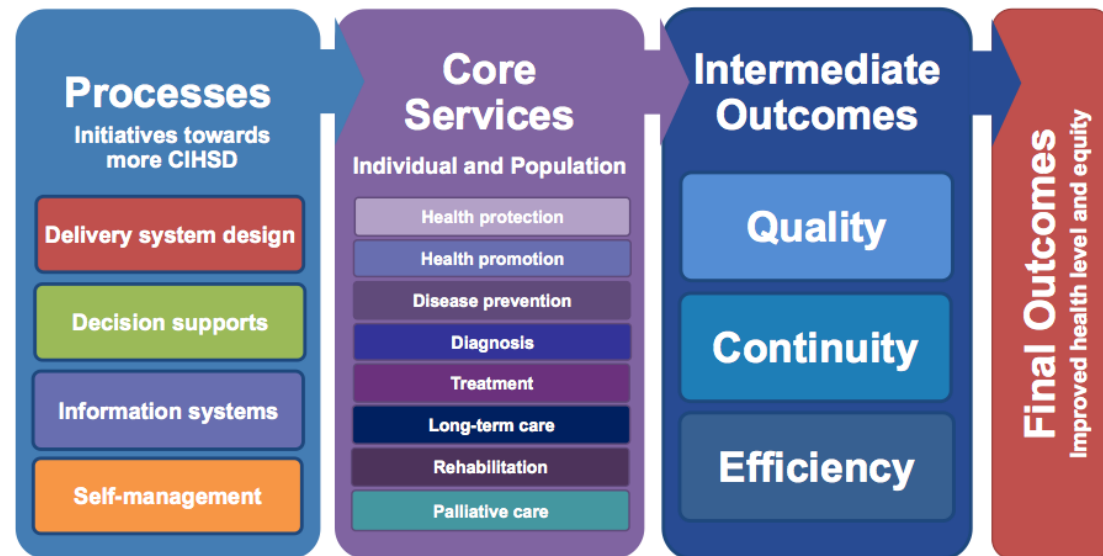 Processes
Initiatives towards
more CIHSD
Delivery system design
Decision supports
Information systems
Self-management
Core
Services
Individual and Population
Health protection
Health promotion
Disease prevention
Diagnosis
Treatment
Long-term care
Rehabilitation
Palliative care
Intermediate
Outcomes
Quality
Continuity
Efficiency
Final Outcomes
Improved health level and equity